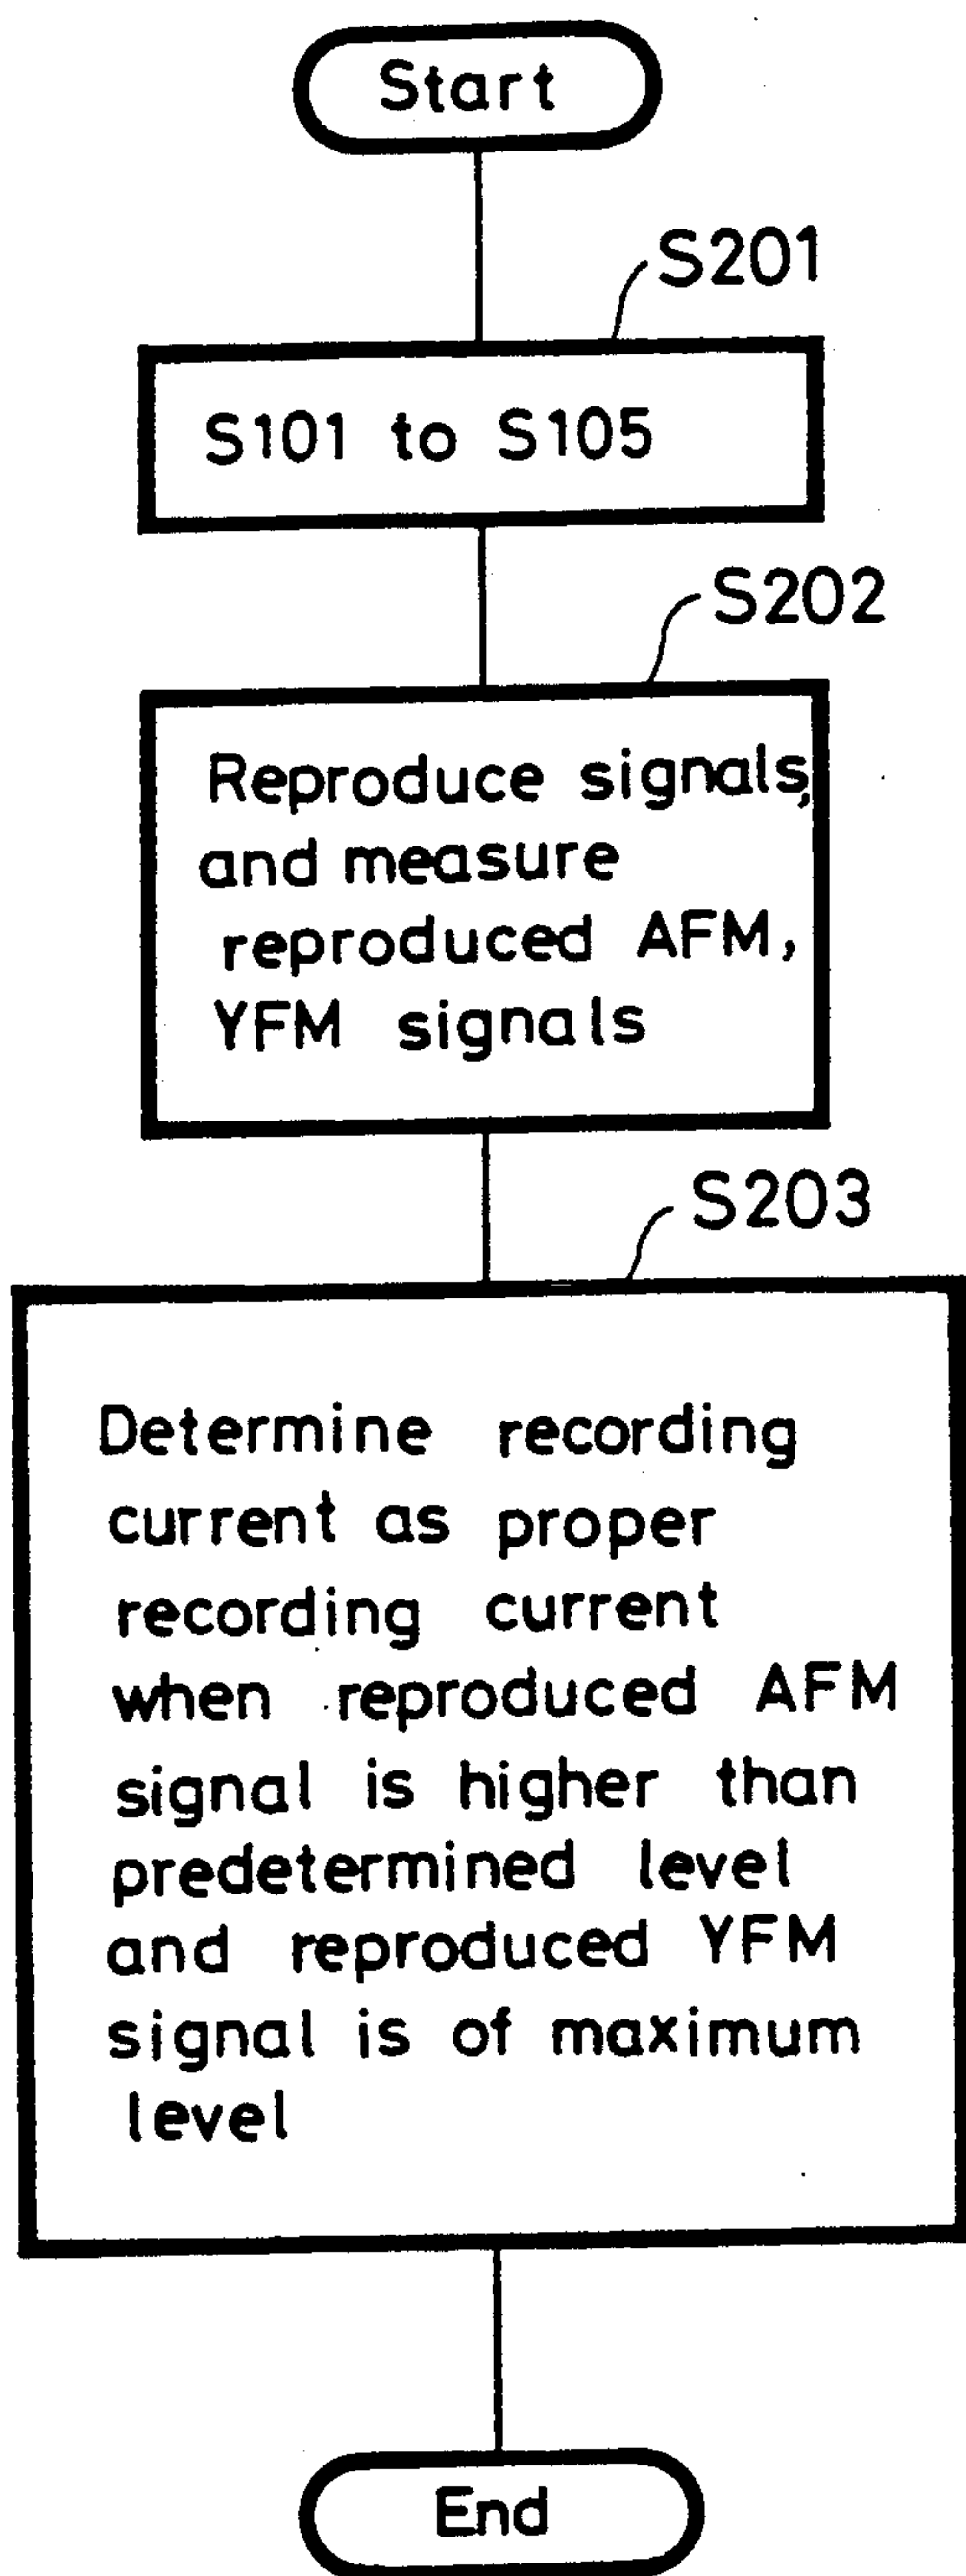 Start
S201
S101 to S105
S202
Reproduce signals,
and measure
reproduced AFM,
YFM signals
S203
Determine recording
current as proper
recording current
when reproduced AFM
signal is higher than
predetermined level
and reproduced YFM
signal is of maximum
level
End